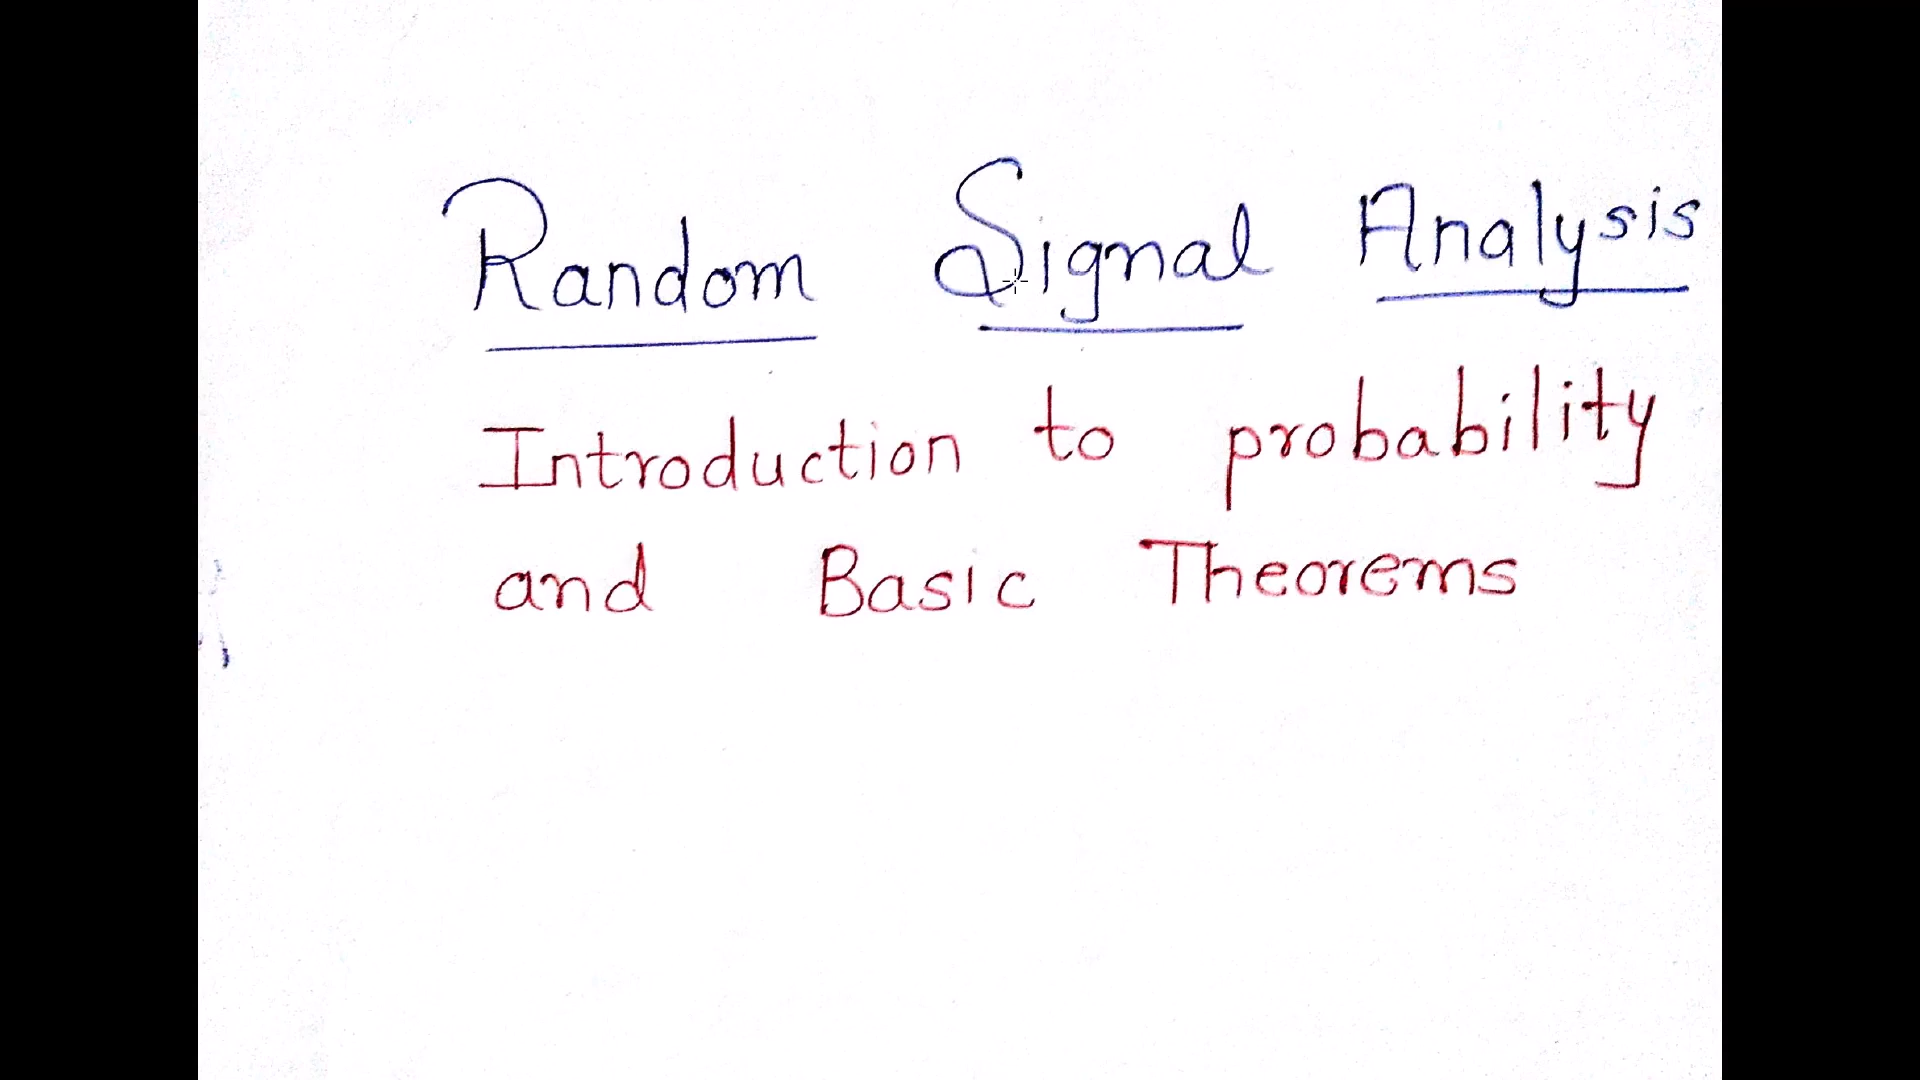 Random Signal Analysis
Introduction to probability
and Basic Theorems